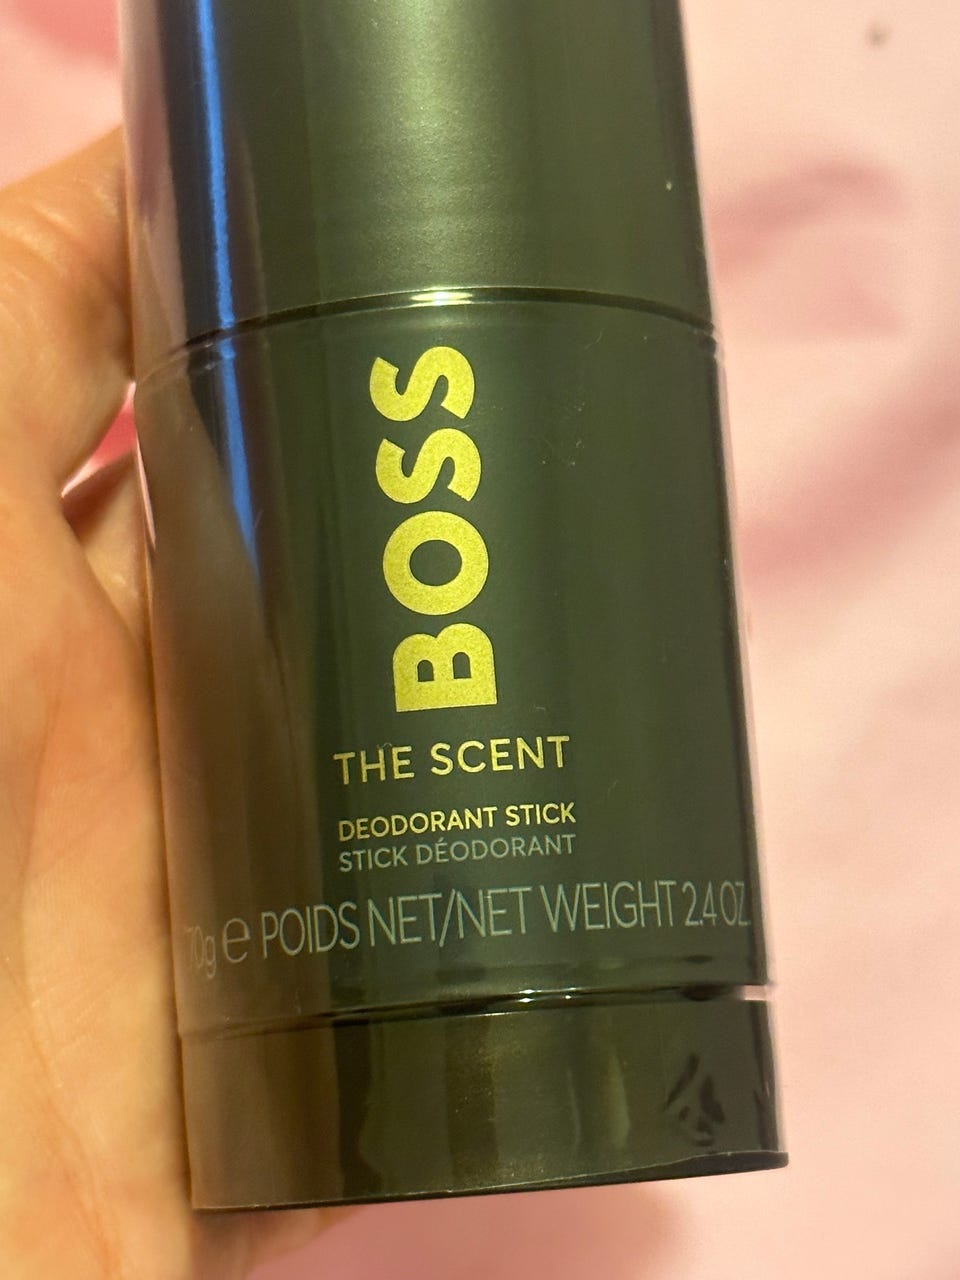 BOSS
THE SCENT
DEODORANT STICK
STICK DÉODORANT
70g e POIDS NET/NET WEIGHT 2.4 OZ.